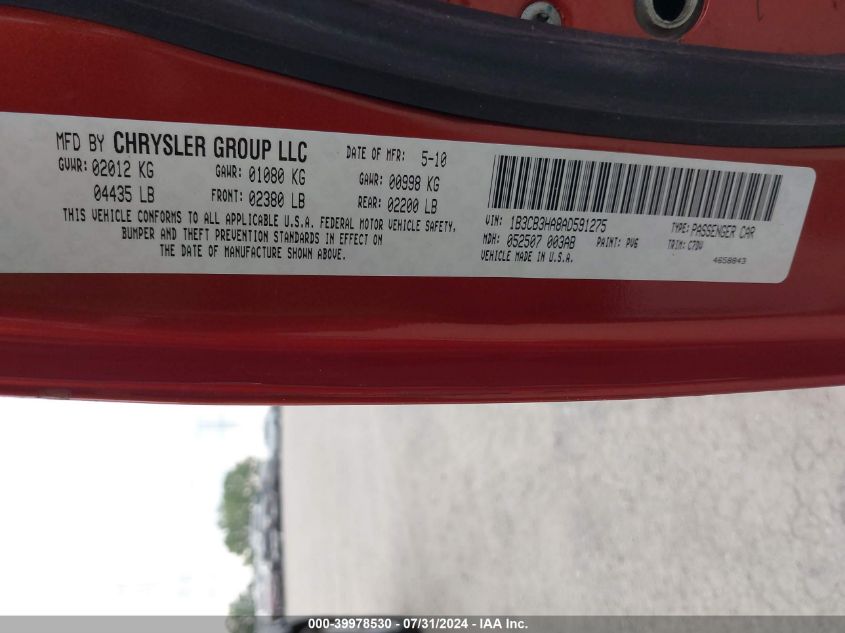 MFD BY CHRYSLER GROUP LLC DATE OF MFR: 5-10
GVWR: 02012 KG GAWR: 01080 KG GAWR: 00998 KG
04435 LB FRONT: 02380 LB REAR: 02200 LB
THIS VEHICLE CONFORMS TO ALL APPLICABLE U.S.A. FEDERAL MOTOR VEHICLE SAFETY,
BUMPER AND THEFT PREVENTION STANDARDS IN EFFECT ON
THE DATE OF MANUFACTURE SHOWN ABOVE.
VIN: 1B3CB3HA8AD591275 TYPE: PASSENGER CAR
MDH: 052507 003AB PAINT: PV6 TRIM: C7DV
VEHICLE MADE IN U.S.A. 4658843
000-39978530 - 07/31/2024 - IAA Inc.